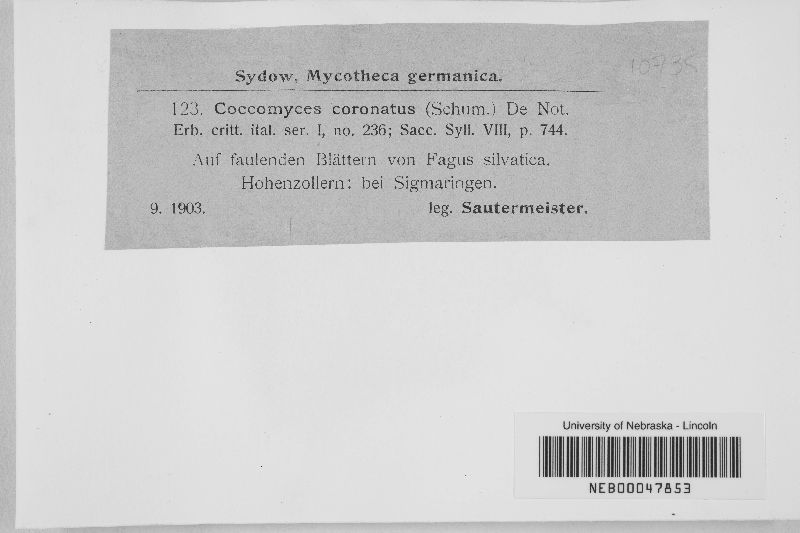 Sydow, Mycotheca germanica.
10735
123. Coccomyces coronatus (Schum.) De Not.
Erb. critt. ital. ser. I, no. 236; Sacc. Syll. VIII, p. 744.
Auf faulenden Blättern von Fagus silvatica.
Hohenzollern: bei Sigmaringen.
9. 1903. leg. Sautermeister.
University of Nebraska - Lincoln
NEB00047853